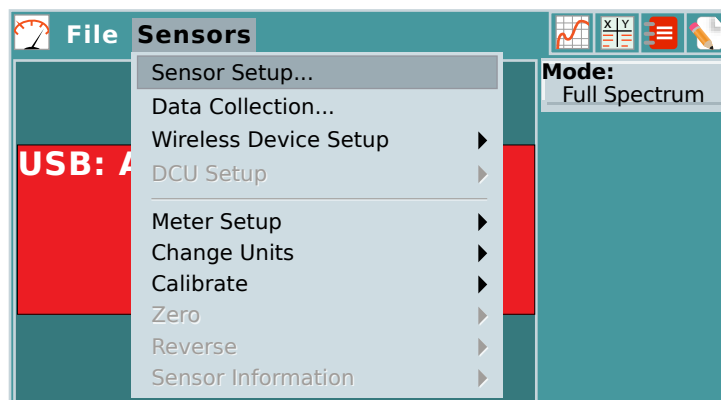 File Sensors
X Y
Sensor Setup...
Mode:
Full Spectrum
Data Collection...
Wireless Device Setup
USB: A
DCU Setup
Meter Setup
Change Units
Calibrate
Zero
Reverse
Sensor Information